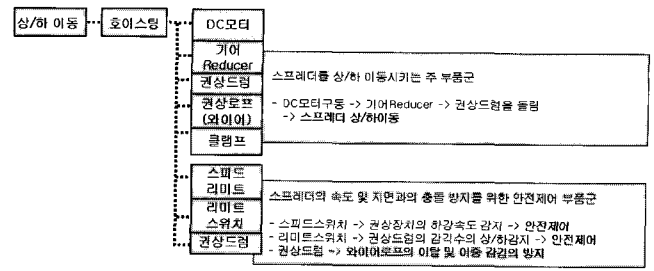 상/하 이동
호이스팅
DC모터
기어
Reducer
권상드럼
권상로프
(와이어)
클램프
스프레더를 상/하 이동시키는 주 부품군
- DC모터구동 -> 기어Reducer -> 권상드럼을 돌림
-> 스프레더 상/하이동
스피드
리미트
리미트
스위치
권상드럼
스프레더의 속도 및 지면과의 충돌 방지를 위한 안전제어 부품군
- 스피드스위치 -> 권상장치의 하강속도 감지 -> 안전제어
- 리미트스위치 -> 권상드럼의 감긴수의 상/하감지 -> 안전제어
- 권상드럼 -> 와이어로프의 이탈 및 이중 감김의 방지